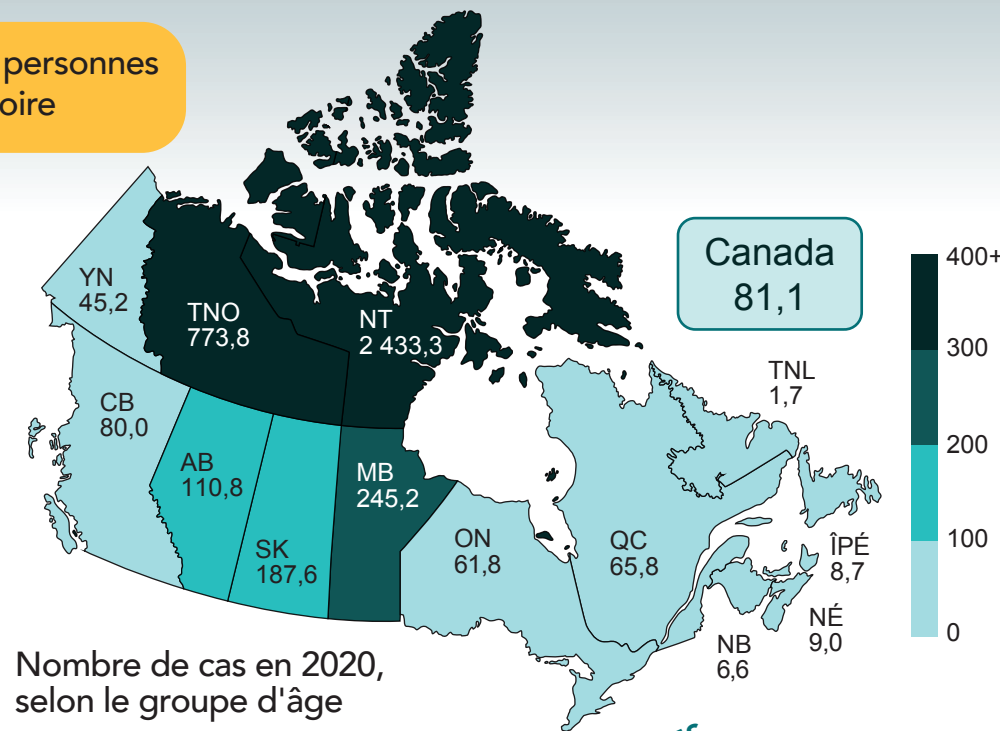 personnes
oire
Canada
81,1
400+
300
200
100
0
YN
45,2
TNO
773,8
NT
2 433,3
TNL
1,7
CB
80,0
AB
110,8
SK
187,6
MB
245,2
ON
61,8
QC
65,8
ÎPÉ
8,7
NÉ
9,0
NB
6,6
Nombre de cas en 2020,
selon le groupe d'âge